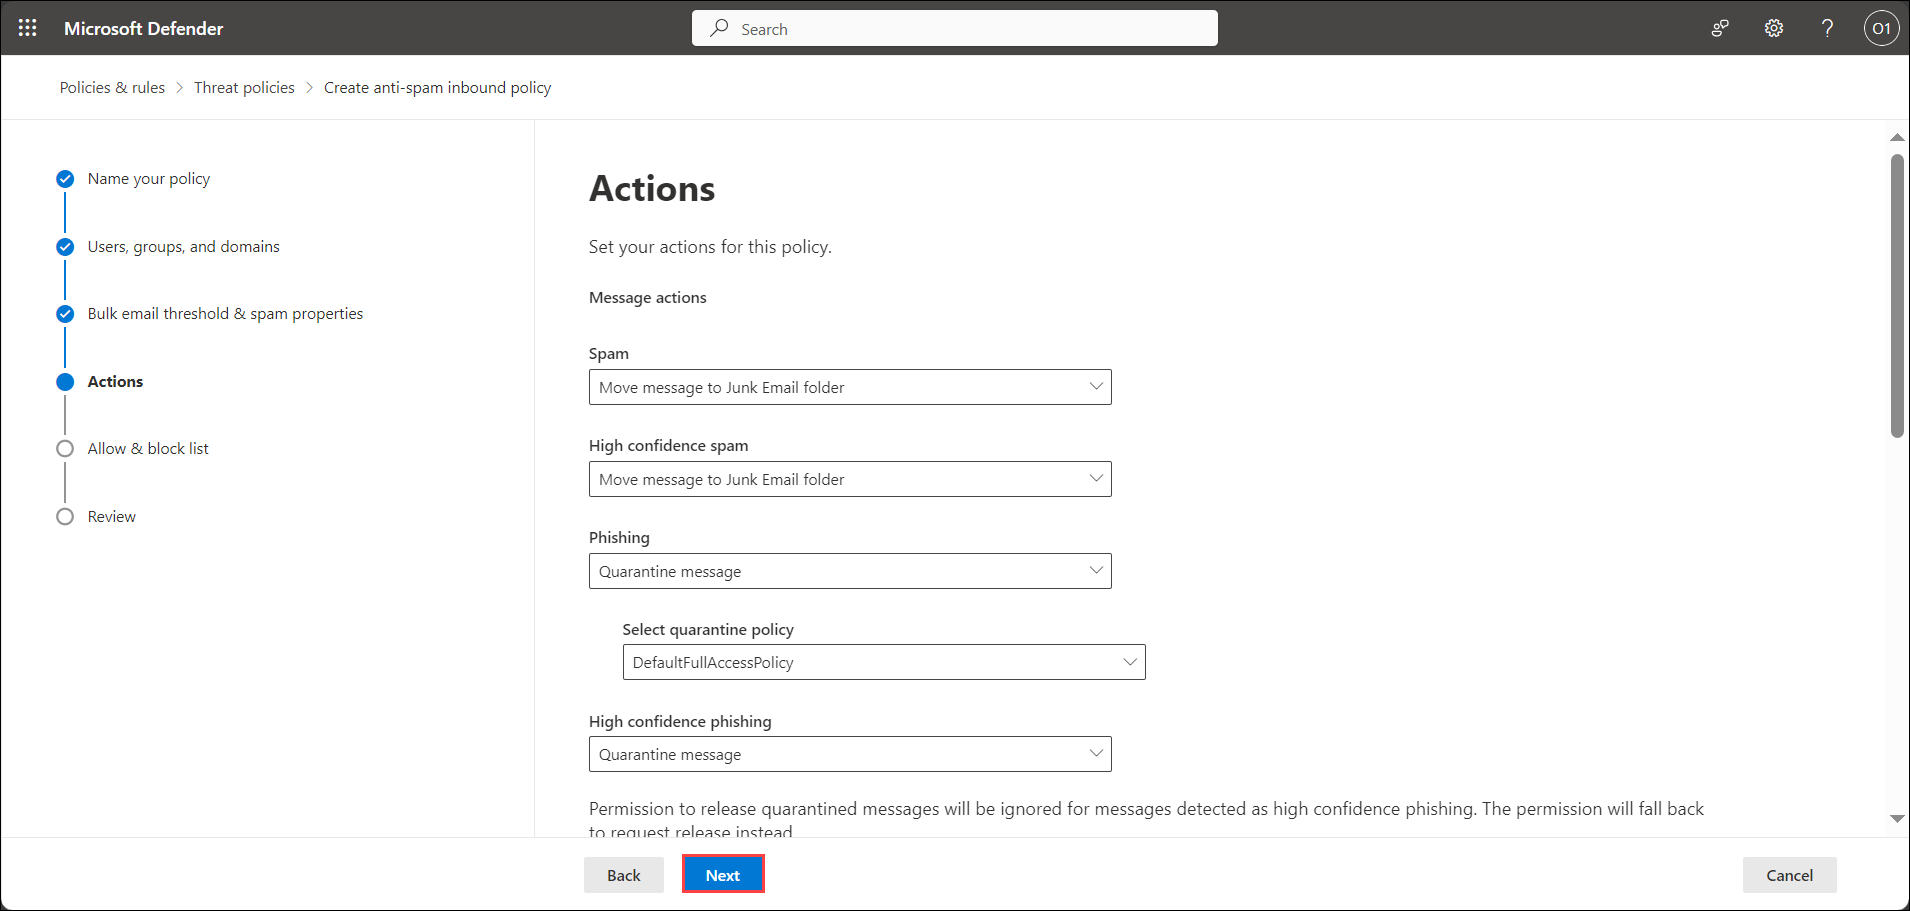 Microsoft Defender
Search
?
O1
Policies & rules > Threat policies > Create anti-spam inbound policy
Name your policy
Users, groups, and domains
Bulk email threshold & spam properties
Actions
Allow & block list
Review
Actions
Set your actions for this policy.
Message actions
Spam
Move message to Junk Email folder
High confidence spam
Move message to Junk Email folder
Phishing
Quarantine message
Select quarantine policy
DefaultFullAccessPolicy
High confidence phishing
Quarantine message
Permission to release quarantined messages will be ignored for messages detected as high confidence phishing. The permission will fall back
to request release instead
Back
Next
Cancel